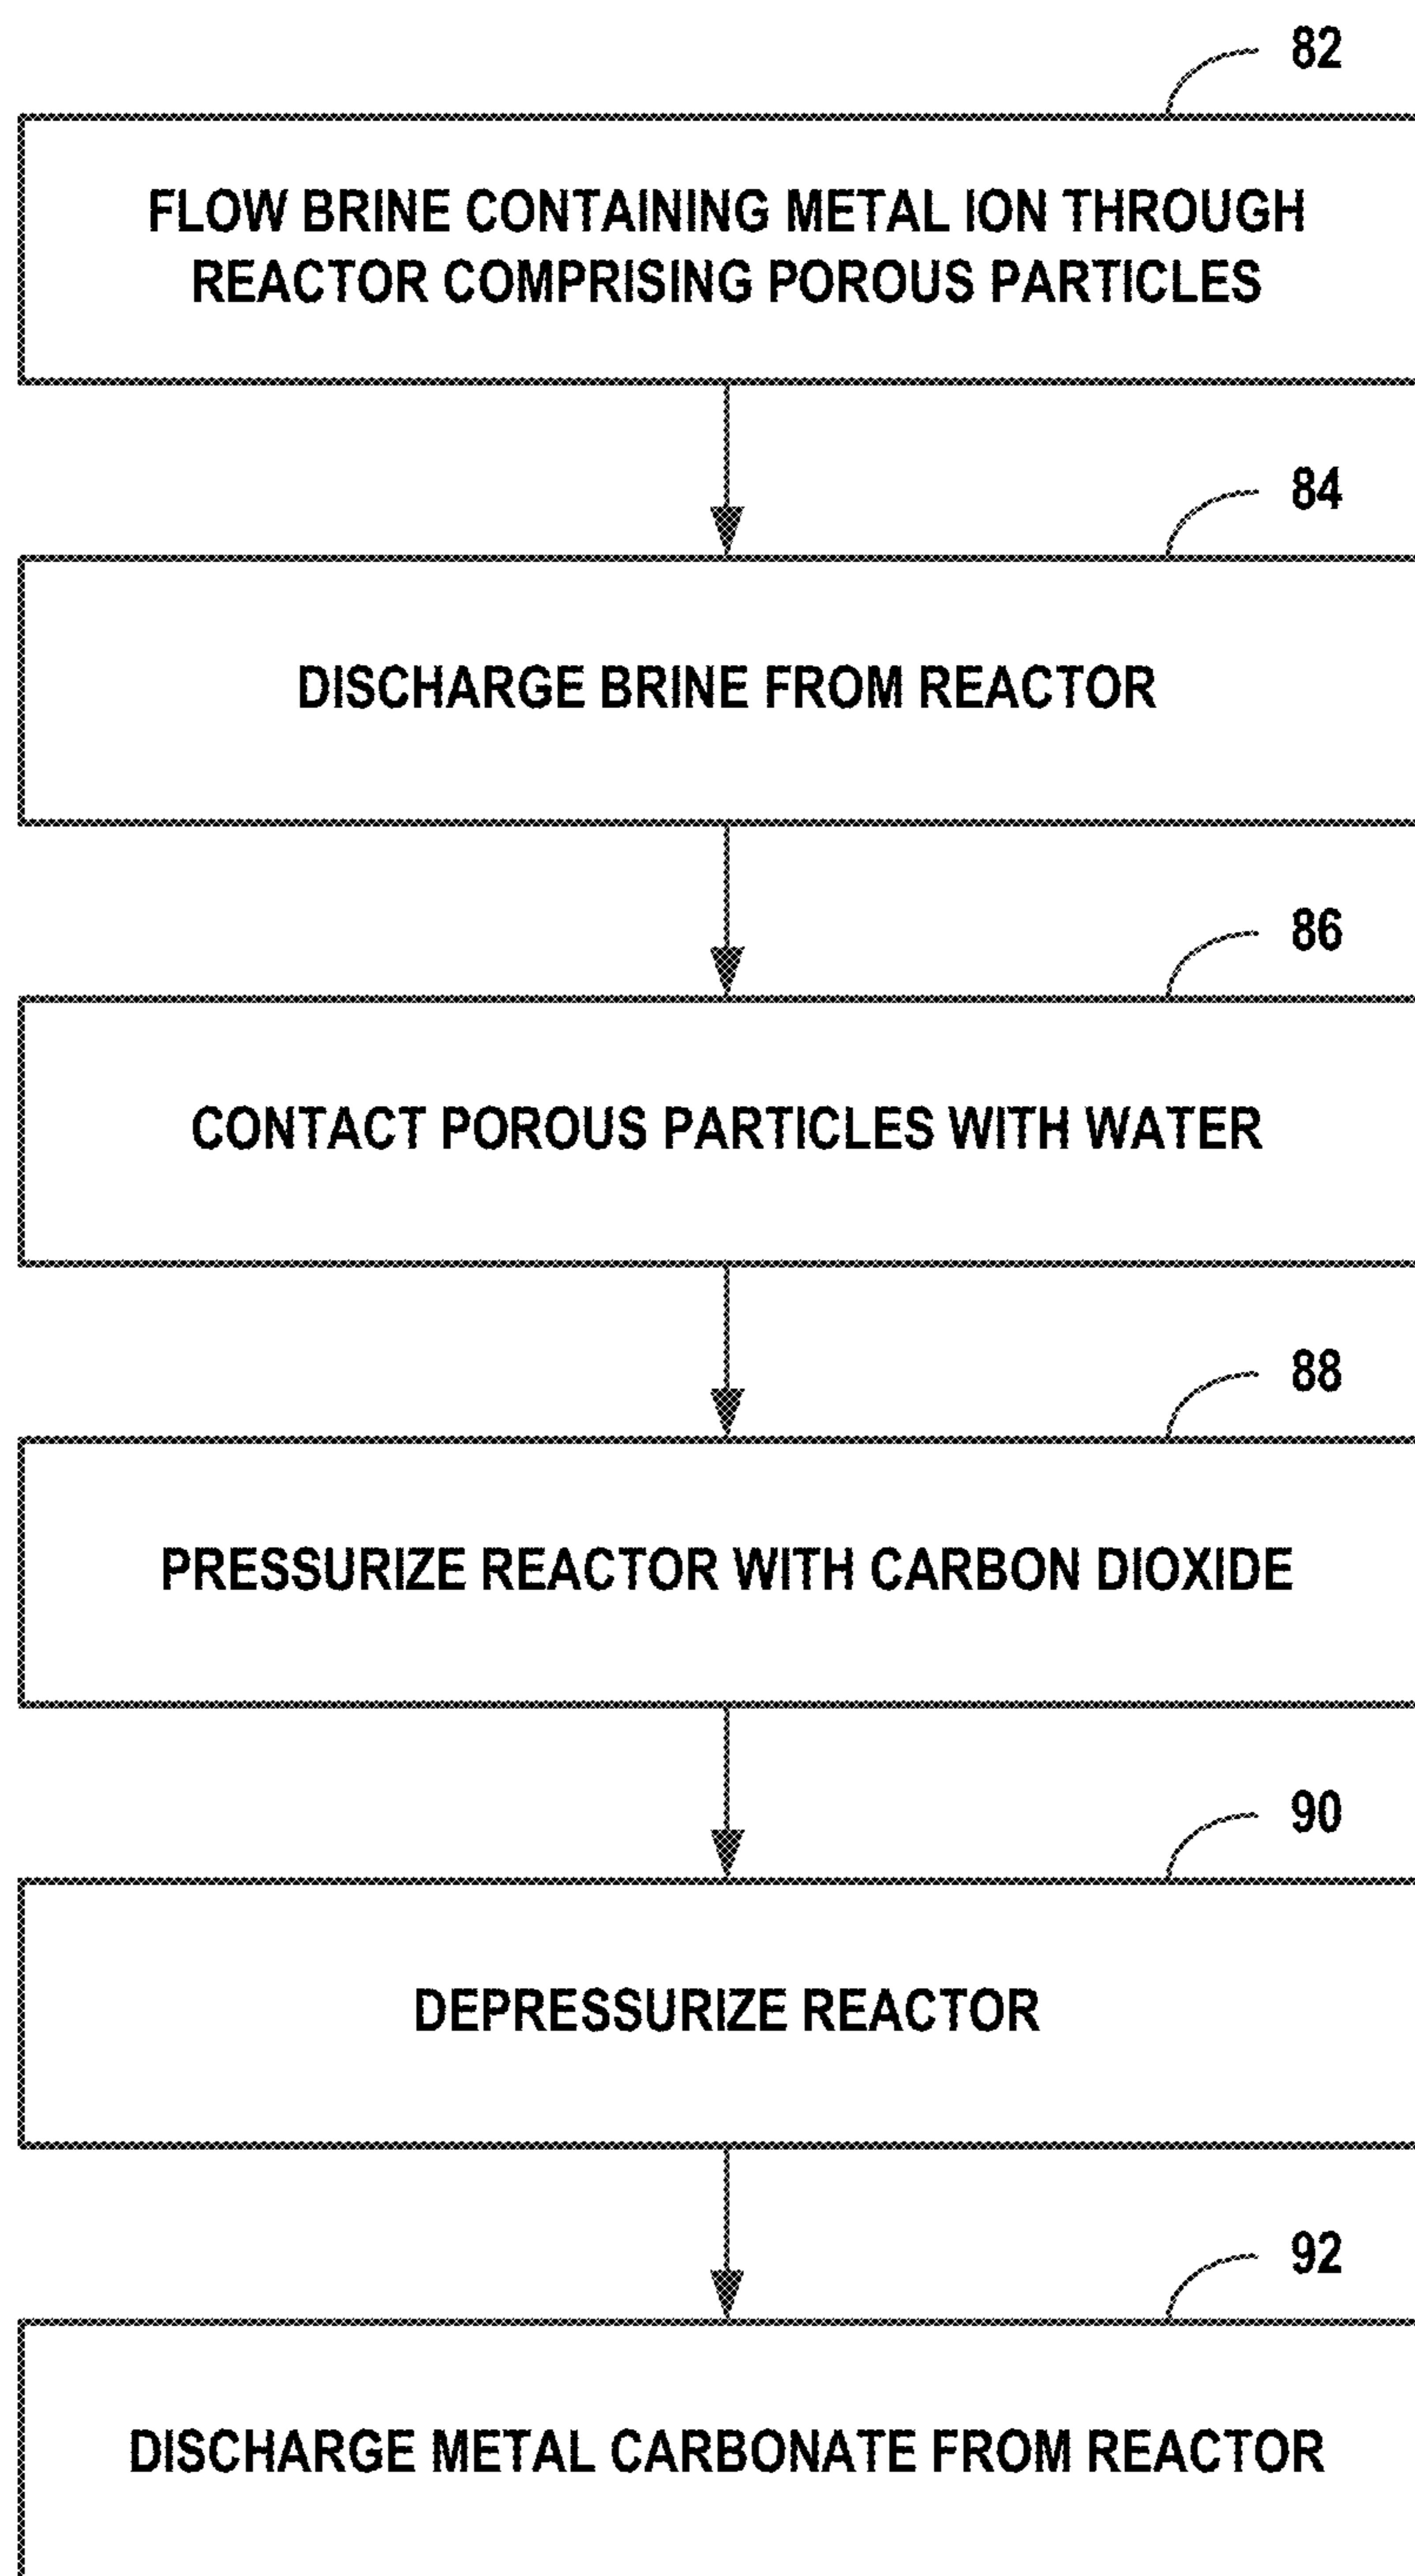 82
FLOW BRINE CONTAINING METAL ION THROUGH
REACTOR COMPRISING POROUS PARTICLES
84
DISCHARGE BRINE FROM REACTOR
86
CONTACT POROUS PARTICLES WITH WATER
88
PRESSURIZE REACTOR WITH CARBON DIOXIDE
90
DEPRESSURIZE REACTOR
92
DISCHARGE METAL CARBONATE FROM REACTOR